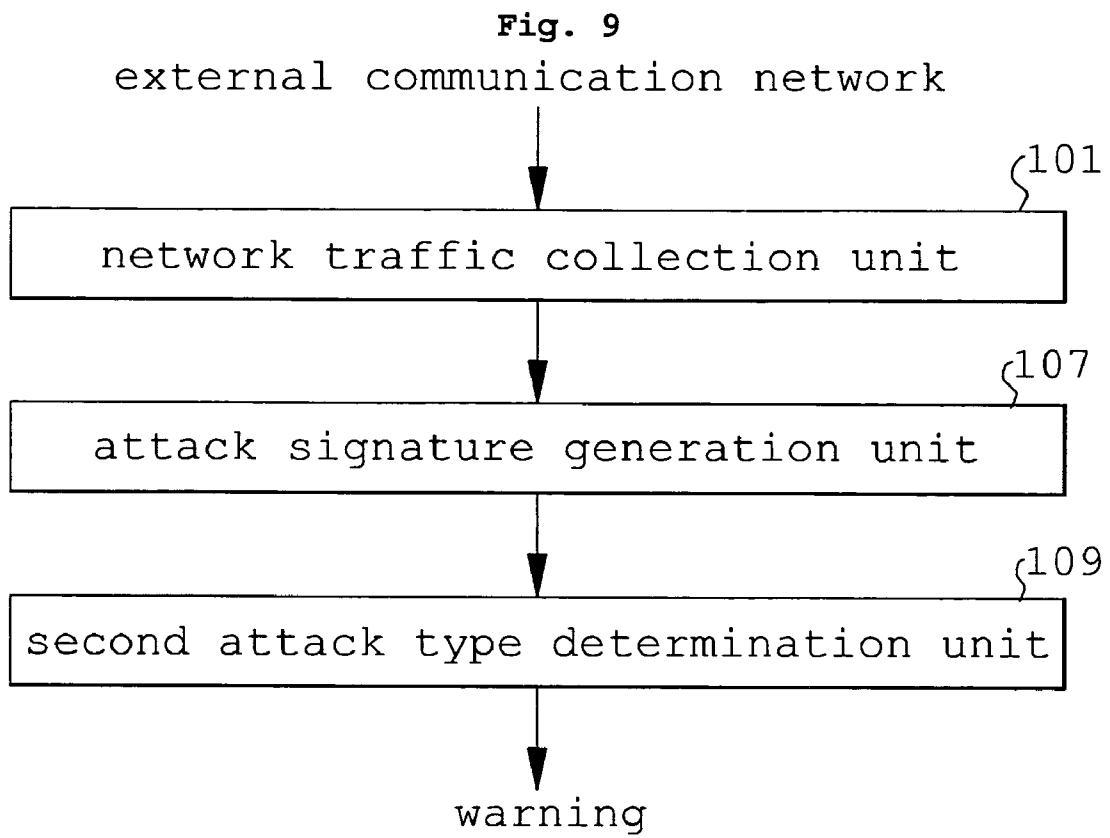 Fig. 9
external communication network
101
network traffic collection unit
107
attack signature generation unit
109
second attack type determination unit
warning